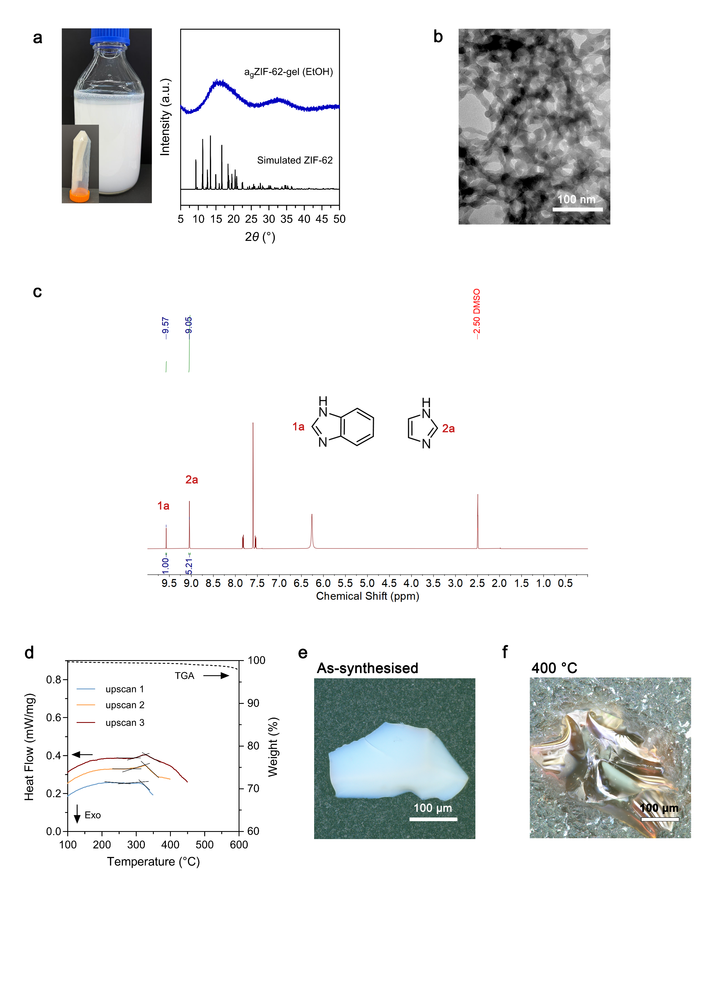 a
b
a_gZIF-62-gel (EtOH)
Simulated ZIF-62
Intensity (a.u.)
5 10 15 20 25 30 35 40 45 50
2θ (°)
100 nm
c
9.57
9.05
2.50 DMSO
H
N
N
1a
H
N
N
2a
2a
1a
1.00
5.21
9.5 9.0 8.5 8.0 7.5 7.0 6.5 6.0 5.5 5.0 4.5 4.0 3.5 3.0 2.5 2.0 1.5 1.0 0.5
Chemical Shift (ppm)
d
0.8
0.6
0.4
0.2
0.0
Heat Flow (mW/mg)
TGA
upscan 1
upscan 2
upscan 3
Exo
100
90
80
70
60
Weight (%)
100 200 300 400 500 600
Temperature (°C)
e
As-synthesised
100 μm
f
400 °C
100 μm